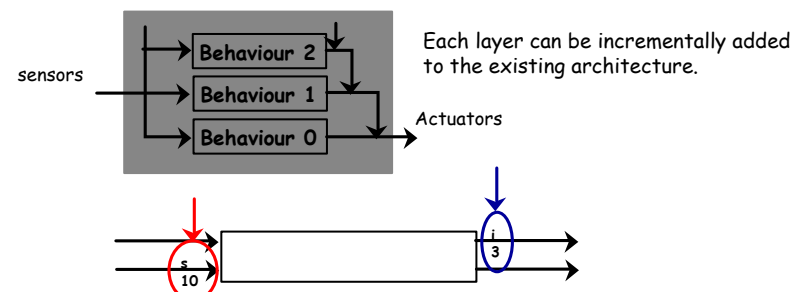 Each layer can be incrementally added
to the existing architecture.
Behaviour 2
sensors
Behaviour 1
Actuators
Behaviour 0
i
3
s
10